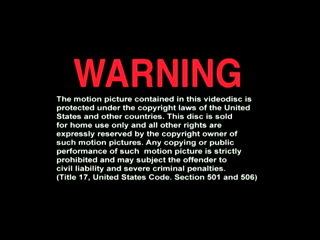 WARNING
The motion picture contained in this videodisc is
protected under the copyright laws of the United
States and other countries. This disc is sold
for home use only and all other rights are
expressly reserved by the copyright owner of
such motion pictures. Any copying or public
performance of such motion picture is strictly
prohibited and may subject the offender to
civil liability and severe criminal penalties.
(Title 17, United States Code. Section 501 and 506)